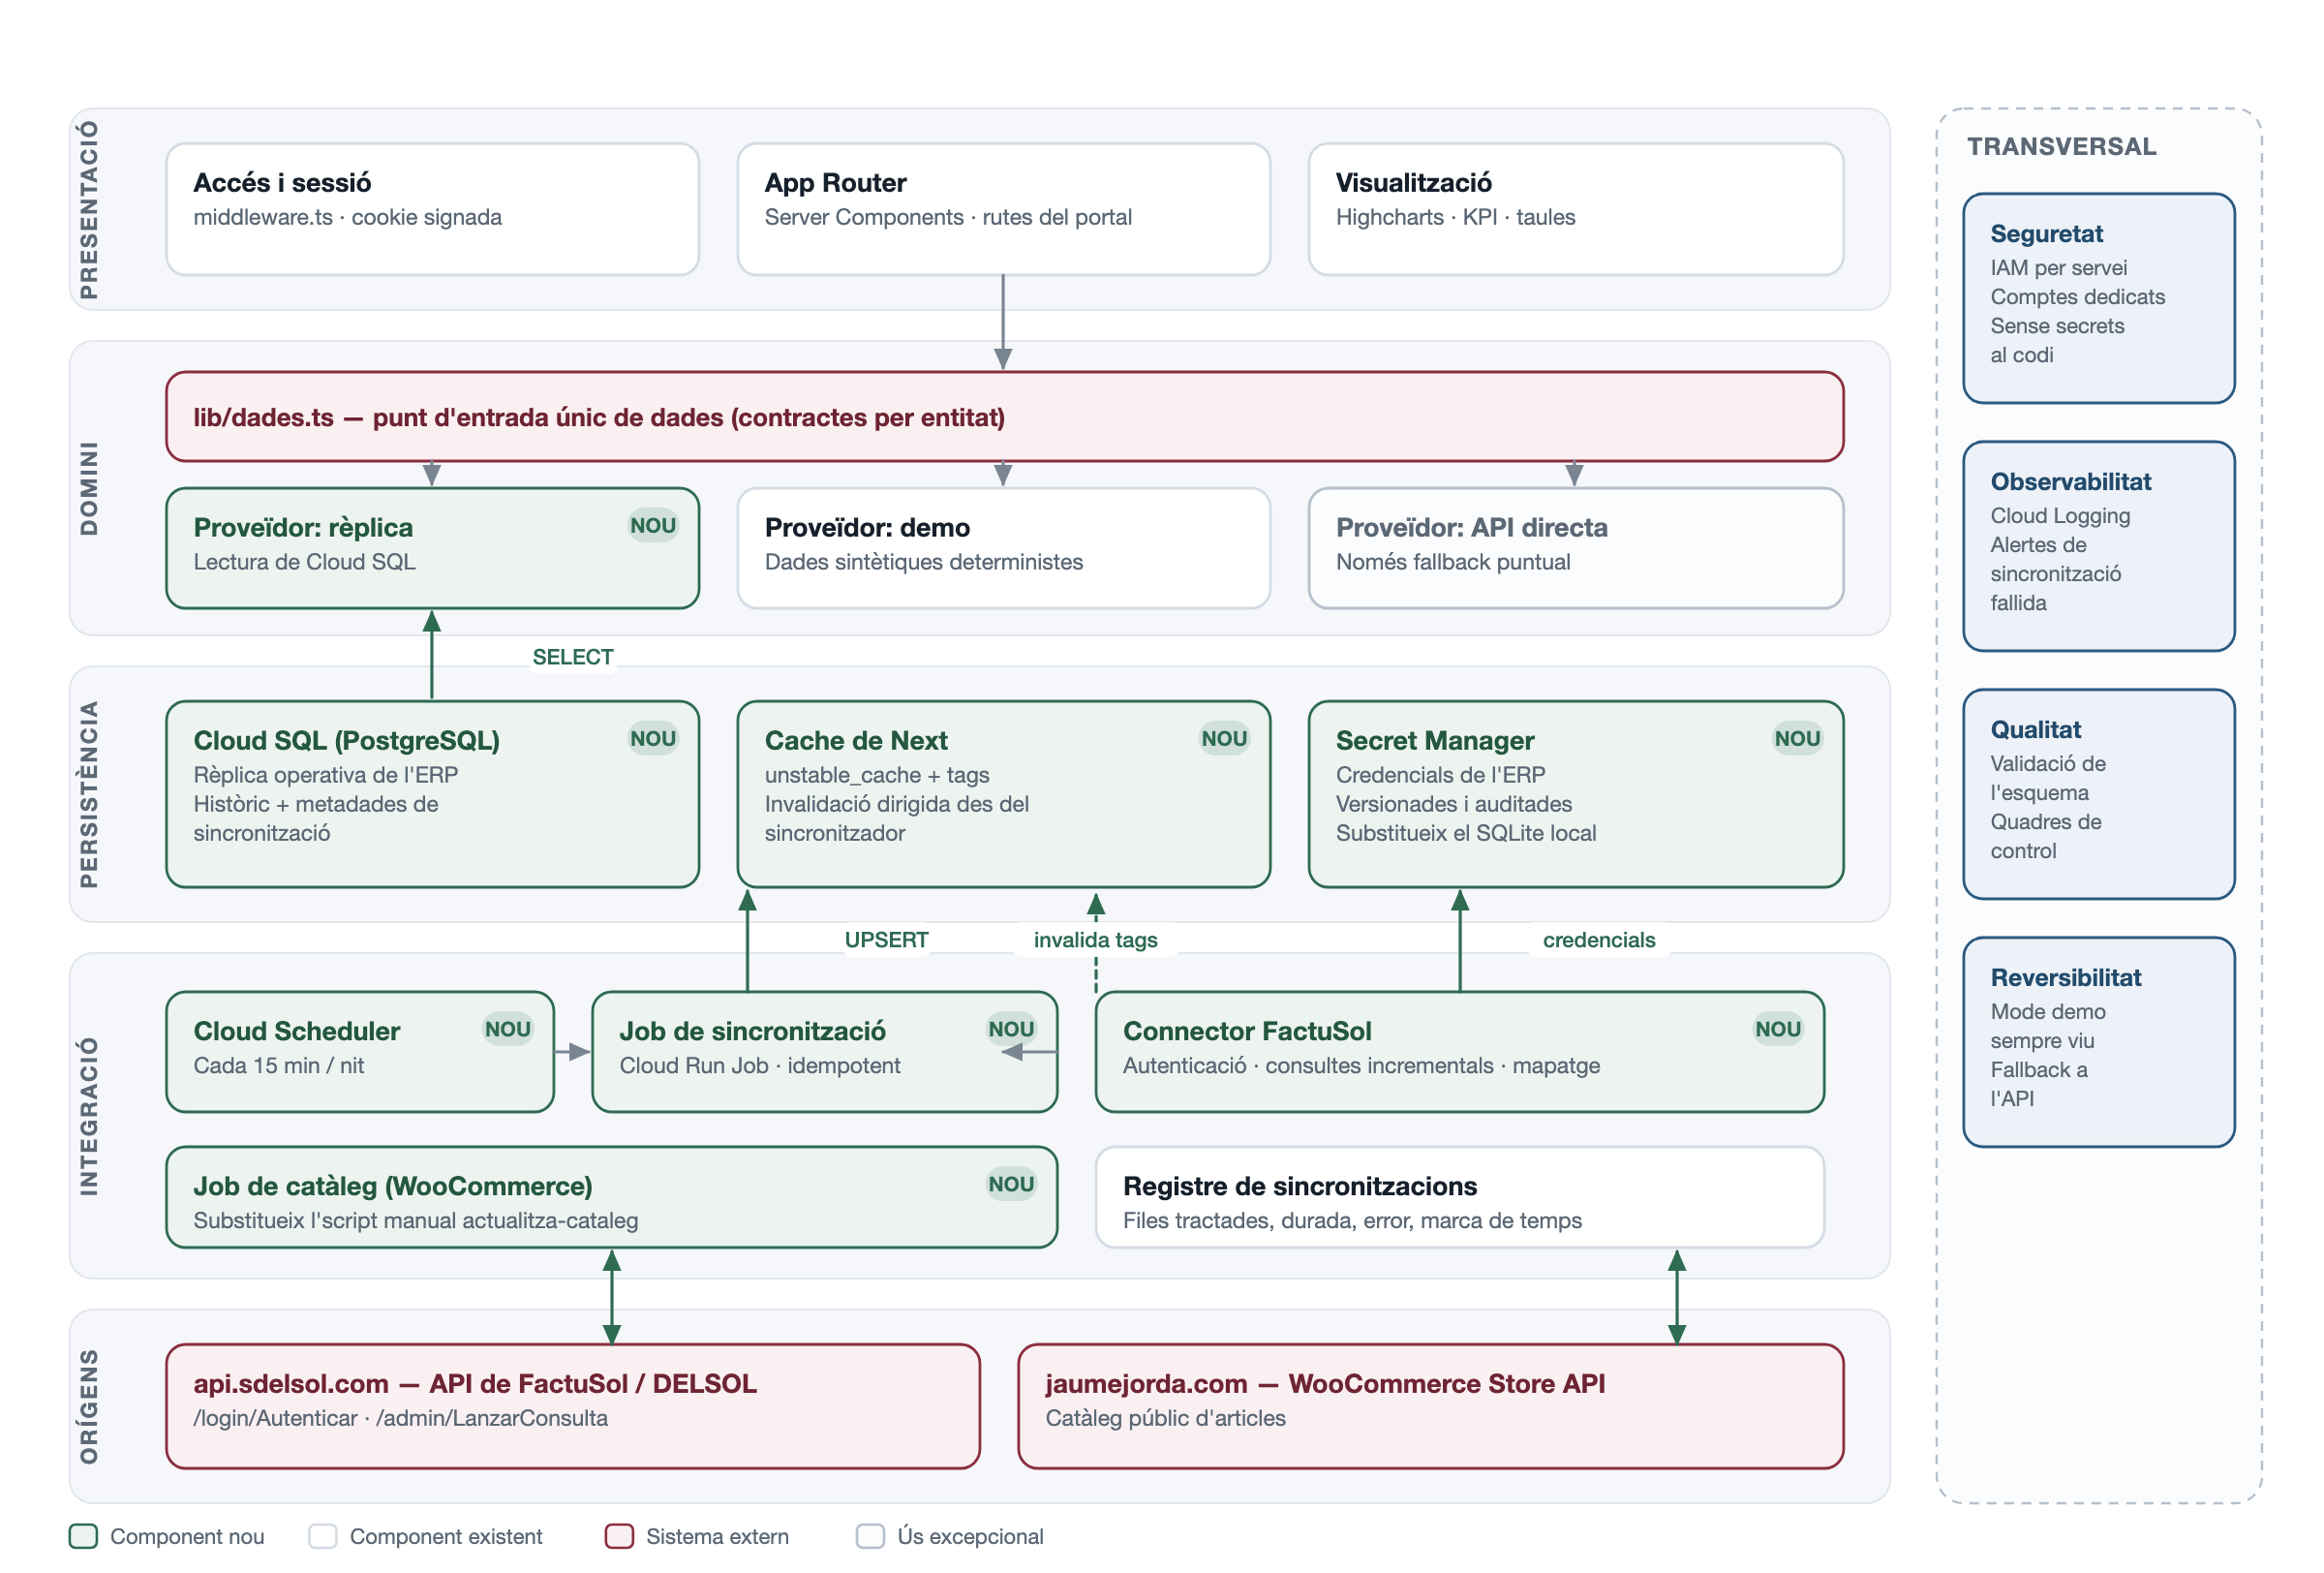 PRESENTACIÓ
Accés i sessió
middleware.ts · cookie signada
App Router
Server Components · rutes del portal
Visualització
Highcharts · KPI · taules
DOMINI
lib/dades.ts — punt d'entrada únic de dades (contractes per entitat)
Proveïdor: rèplica
NOU
Lectura de Cloud SQL
Proveïdor: demo
Dades sintètiques deterministes
Proveïdor: API directa
Només fallback puntual
SELECT
PERSISTÈNCIA
Cloud SQL (PostgreSQL)
NOU
Rèplica operativa de l'ERP
Històric + metadades de
sincronització
Cache de Next
NOU
unstable_cache + tags
Invalidació dirigida des del
sincronitzador
Secret Manager
NOU
Credencials de l'ERP
Versionades i auditades
Substitueix el SQLite local
UPSERT
invalida tags
credencials
INTEGRACIÓ
Cloud Scheduler
NOU
Cada 15 min / nit
Job de sincronització
NOU
Cloud Run Job · idempotent
Connector FactuSol
NOU
Autenticació · consultes incrementals · mapatge
Job de catàleg (WooCommerce)
NOU
Substitueix l'script manual actualitza-cataleg
Registre de sincronitzacions
Files tractades, durada, error, marca de temps
ORÍGENS
api.sdelsol.com — API de FactuSol / DELSOL
/login/Autenticar · /admin/LanzarConsulta
jaumejorda.com — WooCommerce Store API
Catàleg públic d'articles
Component nou
Component existent
Sistema extern
Ús excepcional
TRANSVERSAL
Seguretat
IAM per servei
Comptes dedicats
Sense secrets
al codi
Observabilitat
Cloud Logging
Alertes de
sincronització
fallida
Qualitat
Validació de
l'esquema
Quadres de
control
Reversibilitat
Mode demo
sempre viu
Fallback a
l'API